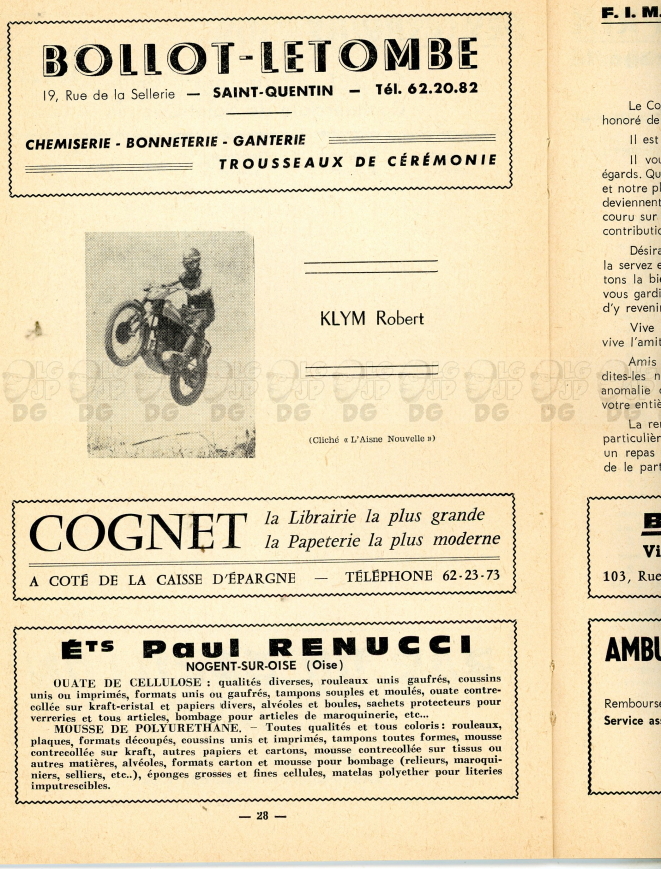 BOLLOT-LETOMBE
19, Rue de la Sellerie — SAINT-QUENTIN — Tél. 62.20.82
CHEMISERIE - BONNETERIE - GANTERIE
TROUSSEAUX DE CÉRÉMONIE
KLYM Robert
(Cliché « L'Aisne Nouvelle »)
COGNET
la Librairie la plus grande
la Papeterie la plus moderne
A COTÉ DE LA CAISSE D'ÉPARGNE — TÉLÉPHONE 62-23-73
Éts Paul RENUCCI
NOGENT-SUR-OISE (Oise)
OUATE DE CELLULOSE : qualités diverses, rouleaux unis gaufrés, coussins
unis ou imprimés, formats unis ou gaufrés, tampons souples et moulés, ouate contre-
collée sur kraft-cristal et papiers divers, alvéoles et boules, sachets protecteurs pour
verreries et tous articles, bombage pour articles de maroquinerie, etc...
MOUSSE DE POLYURETHANE. — Toutes qualités et tous coloris : rouleaux,
plaques, formats découpés, coussins unis et imprimés, tampons toutes formes, mousse
contrecollée sur kraft, autres papiers et cartons, mousse contrecollée sur tissus ou
autres matières, alvéoles, formats carton et mousse pour bombage (relieurs, maroqui-
niers, selliers, etc..), éponges grosses et fines cellules, matelas polyether pour literies
imputrescibles.
— 28 —
F. I. M.
Le Co
honoré de
Il est
Il vou
égards. Qu
et notre pl
deviennent
couru sur
contributio
Désira
la servez e
tons la bie
vous gardi
d'y revenir
Vive
vive l'amit
Amis
dites-les n
anomalie
votre entiè
La reu
particulièr
un repas
de le part
B
Vi
103, Rue
AMBU
Rembourse
Service ass
LG JP
DG